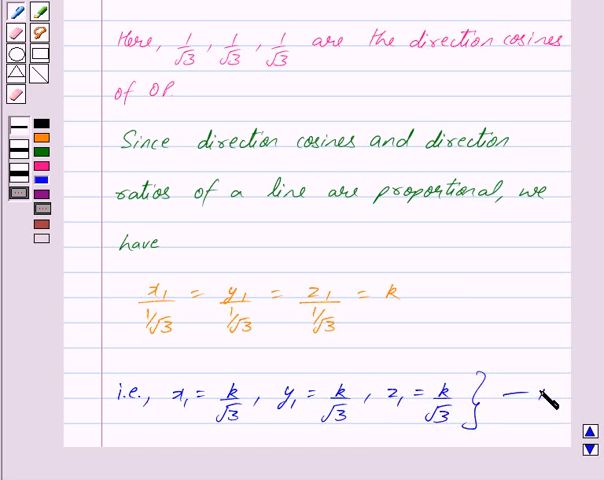 Here, 1/√3, 1/√3, 1/√3 are the direction cosines
of OP.
Since direction cosines and direction
ratios of a line are proportional, we
have
x₁/(1/√3) = y₁/(1/√3) = z₁/(1/√3) = k
i.e., x₁ = k/√3, y₁ = k/√3, z₁ = k/√3 } —